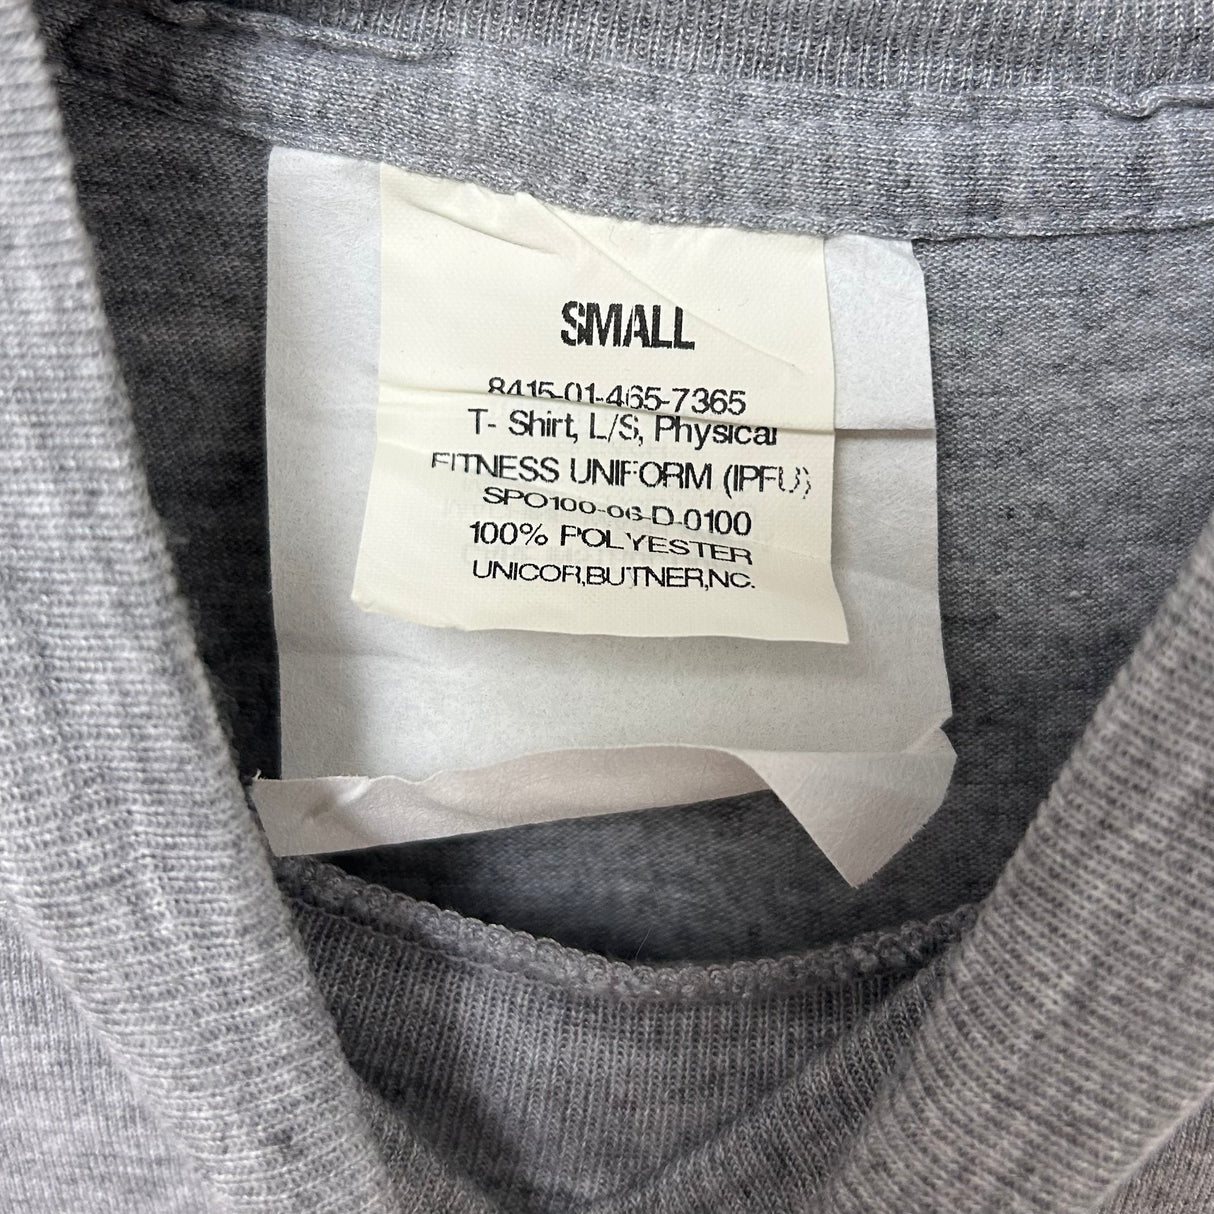 SMALL
8415-01-465-7365
T- Shirt, L/S, Physical
FITNESS UNIFORM (IPFU)
SPO100-06-D-0100
100% POLYESTER
UNICOR,BUTNER,NC.